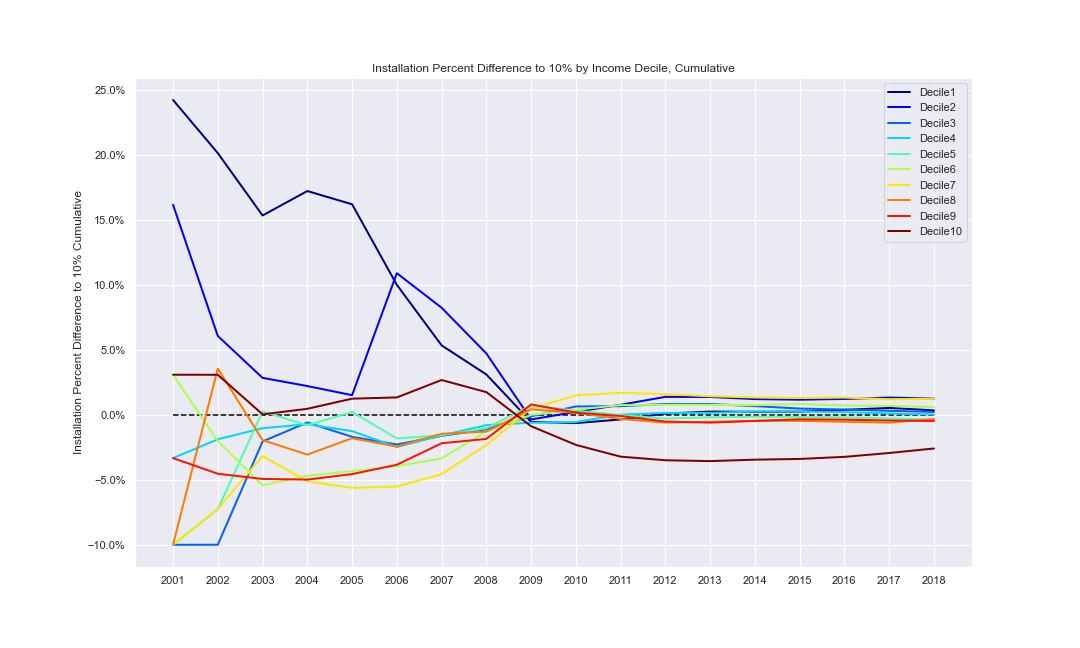 Installation Percent Difference to 10% by Income Decile, Cumulative
Installation Percent Difference to 10% Cumulative
25.0%
20.0%
15.0%
10.0%
5.0%
0.0%
−5.0%
−10.0%
2001 2002 2003 2004 2005 2006 2007 2008 2009 2010 2011 2012 2013 2014 2015 2016 2017 2018
Decile1
Decile2
Decile3
Decile4
Decile5
Decile6
Decile7
Decile8
Decile9
Decile10